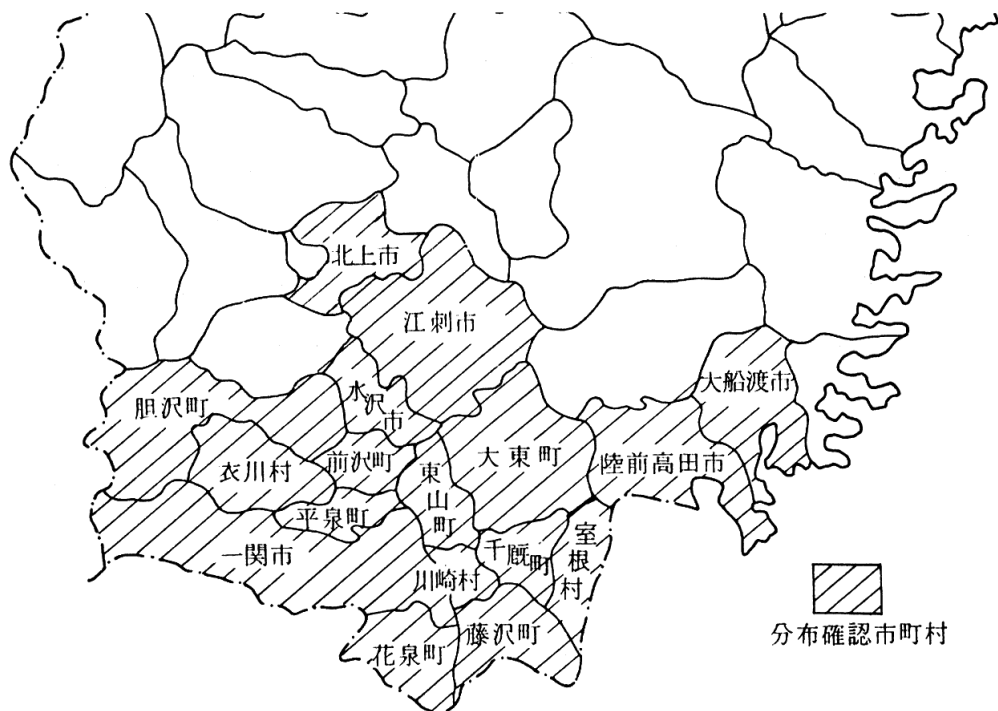 北上市
江刺市
大船渡市
胆沢町
水沢市
衣川村
前沢町
東山町
大東町
陸前高田市
平泉町
一関市
川崎村
千厩町
室根村
花泉町
藤沢町
分布確認市町村